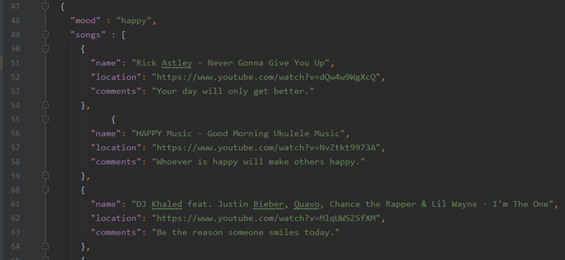 47 {
48 "mood" : "happy",
49 "songs" : [
50 {
51 "name": "Rick Astley - Never Gonna Give You Up",
52 "location": "https://www.youtube.com/watch?v=dQw4w9WgXcQ",
53 "comments": "Your day will only get better."
54 },
55 {
56 "name": "HAPPY Music - Good Morning Ukulele Music",
57 "location": "https://www.youtube.com/watch?v=NvZtkt9973A",
58 "comments": "Whoever is happy will make others happy."
59 },
60 {
61 "name": "DJ Khaled feat. Justin Bieber, Quavo, Chance the Rapper & Lil Wayne - I'm The One",
62 "location": "https://www.youtube.com/watch?v=MlqUWSZSfXM",
63 "comments": "Be the reason someone smiles today."
64 },